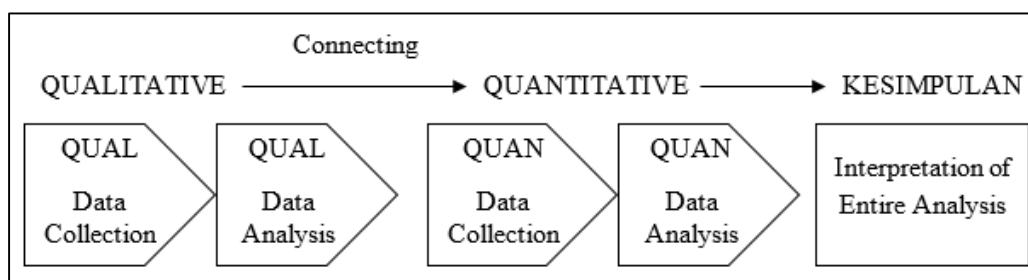 Connecting
QUALITATIVE QUANTITATIVE KESIMPULAN
QUAL
Data
Collection
QUAL
Data
Analysis
QUAN
Data
Collection
QUAN
Data
Analysis
Interpretation of
Entire Analysis